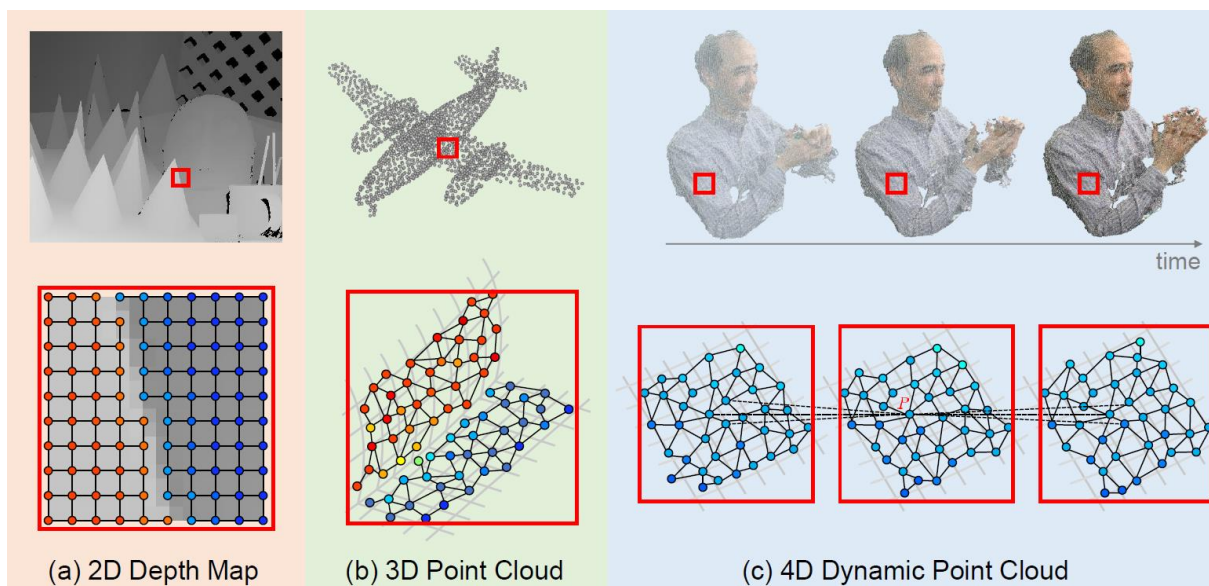 time
P
(a) 2D Depth Map
(b) 3D Point Cloud
(c) 4D Dynamic Point Cloud